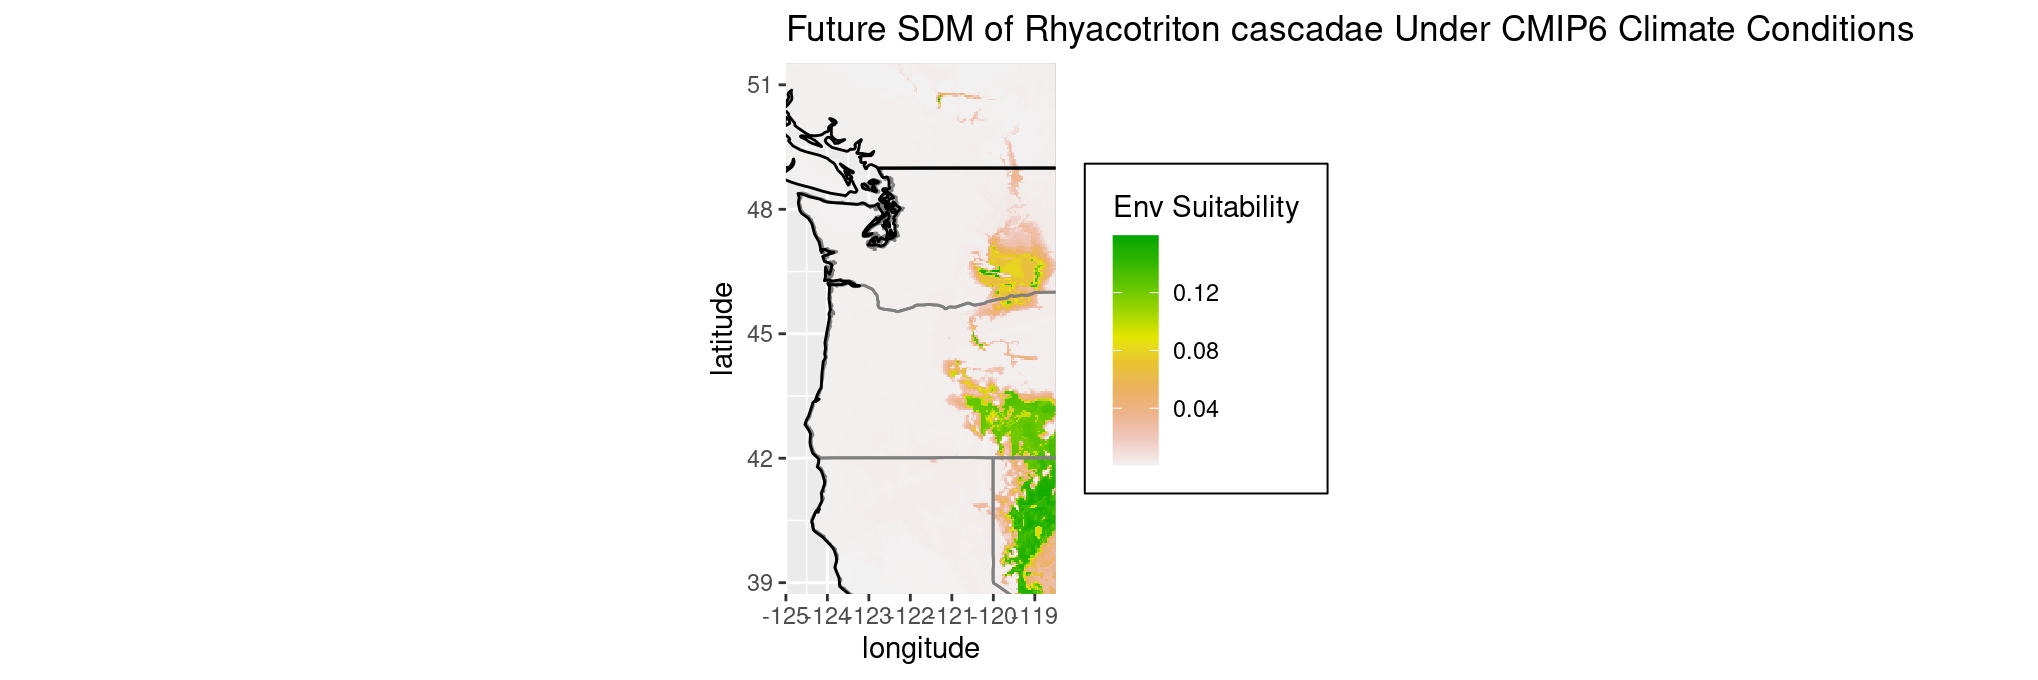 Future SDM of Rhyacotriton cascadae Under CMIP6 Climate Conditions
51
48
45
42
39
latitude
-125 -124 -123 -122 -121 -120 -119
longitude
Env Suitability
0.12
0.08
0.04